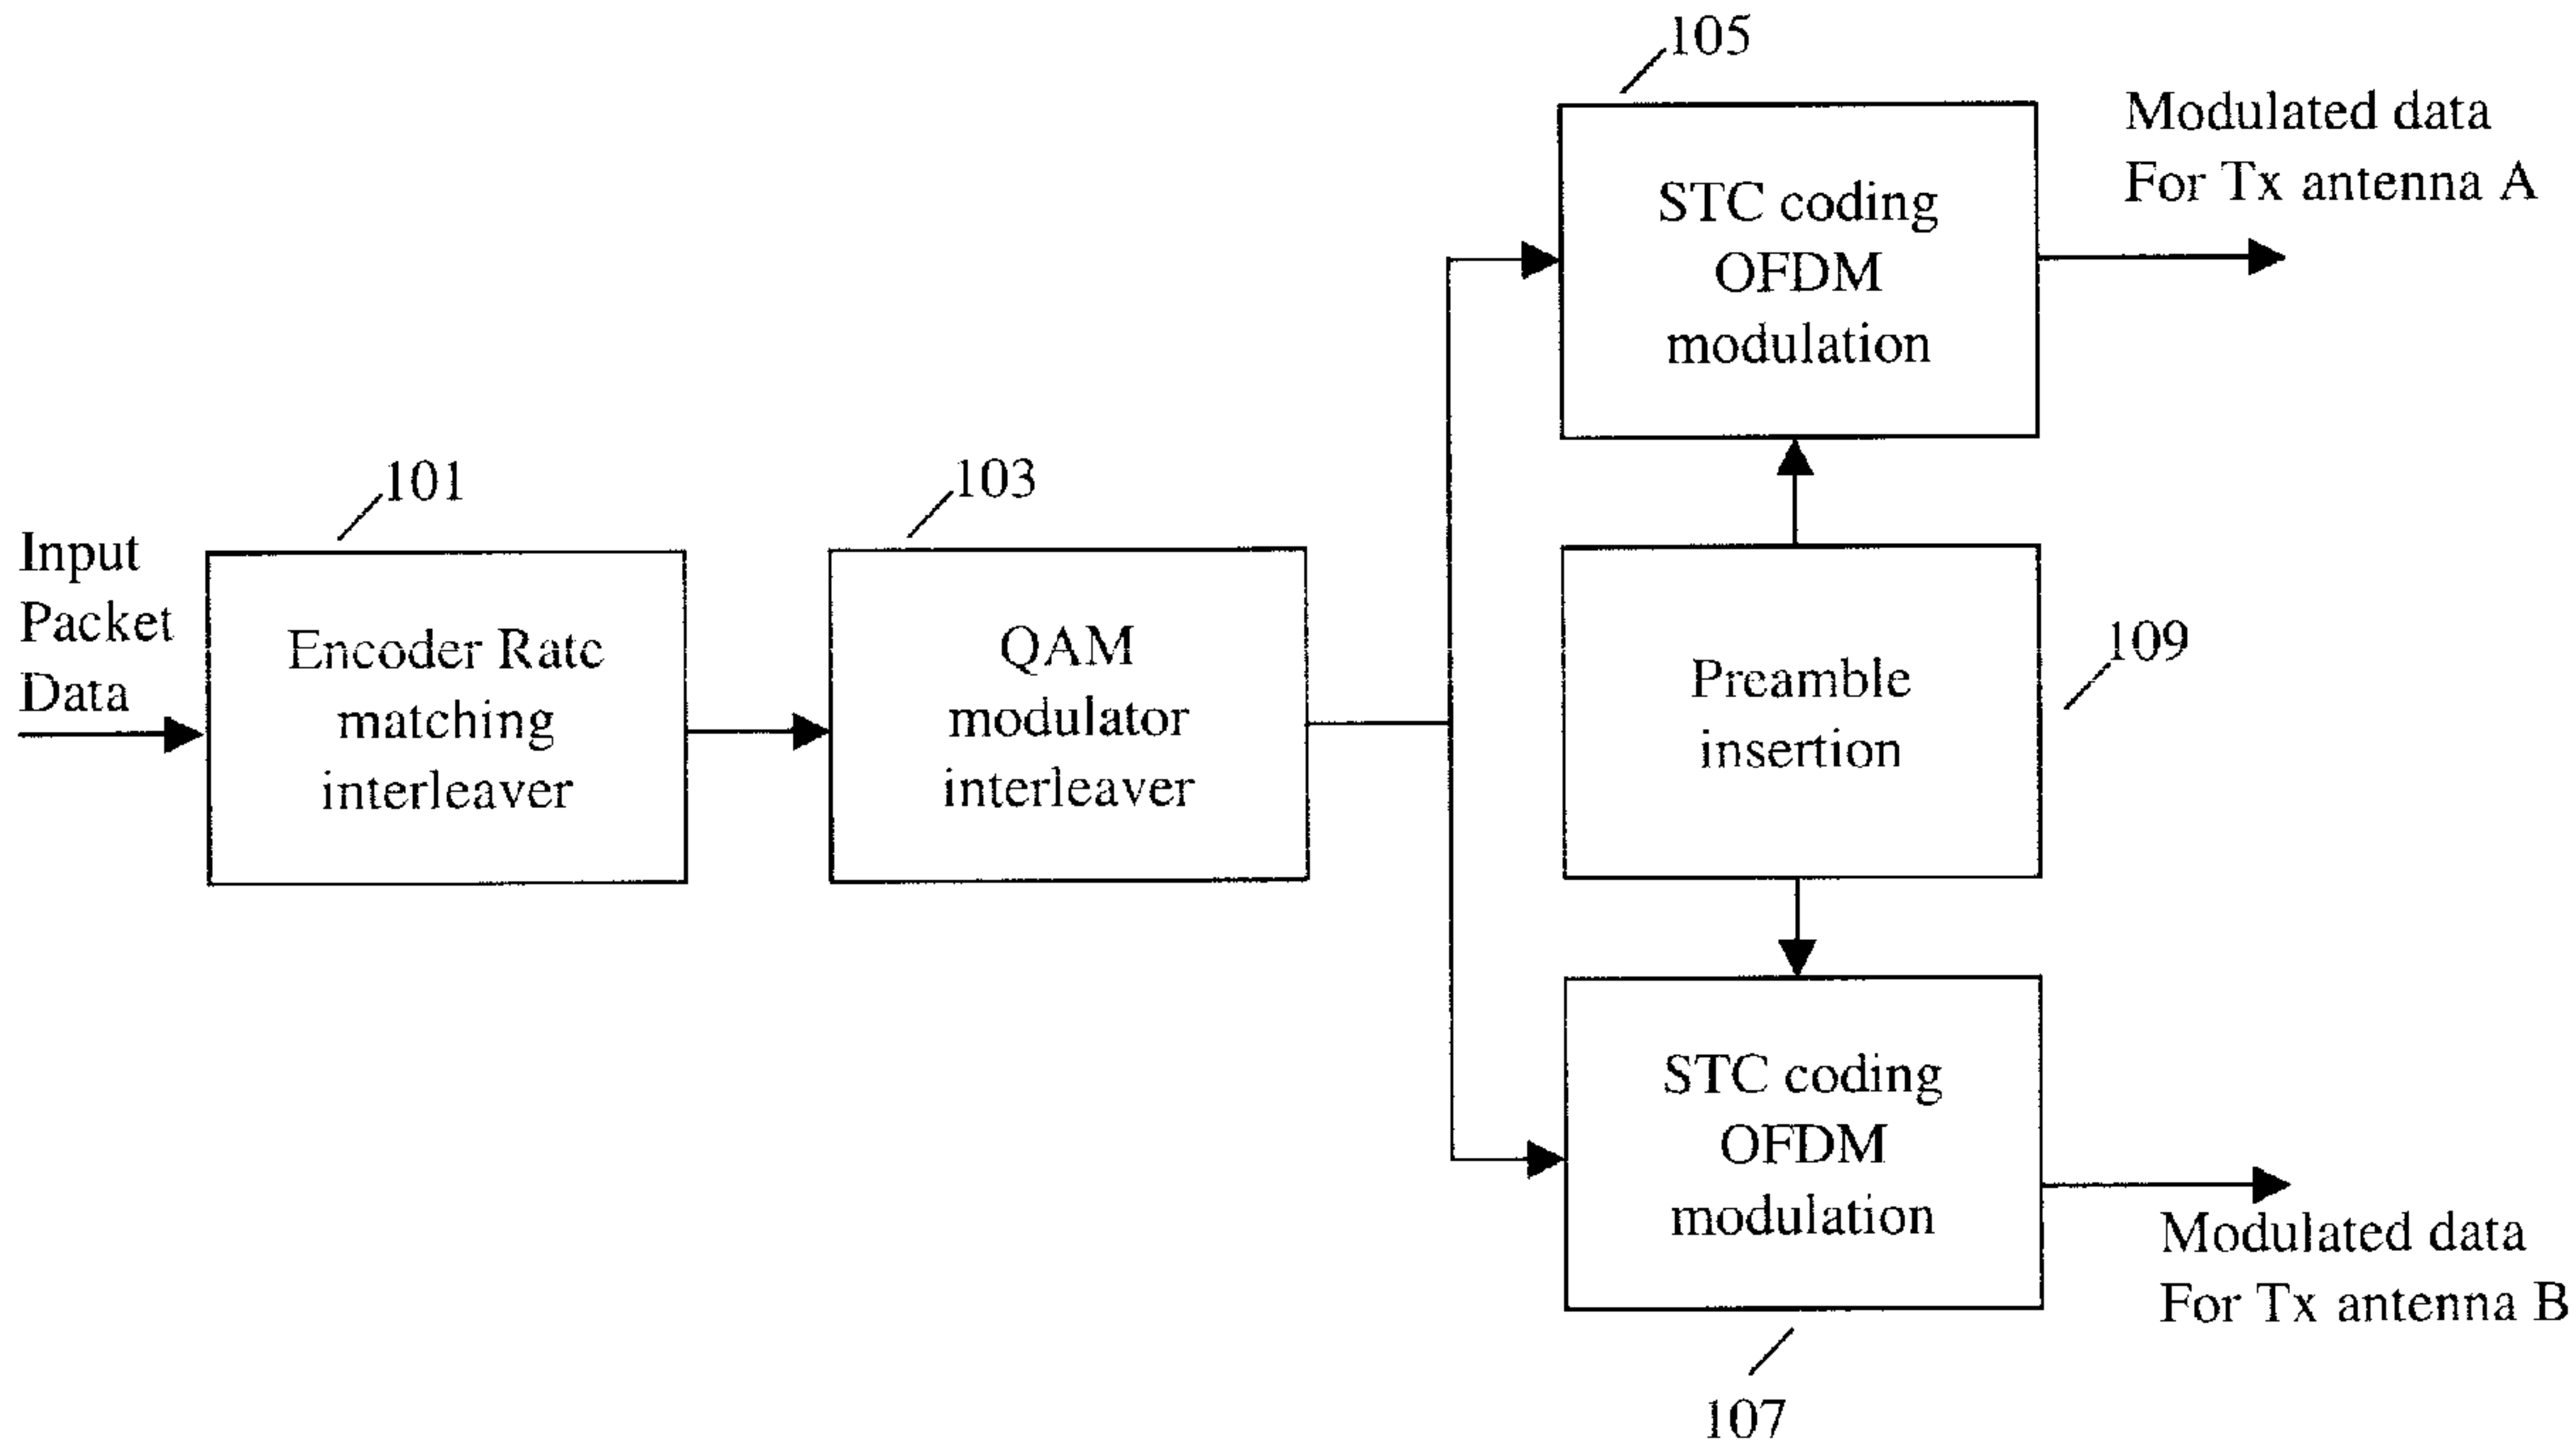 105
Modulated data
For Tx antenna A
STC coding
OFDM
modulation
101
103
Input
Packet
Data
Encoder Rate
matching
interleaver
QAM
modulator
interleaver
Preamble
insertion
109
STC coding
OFDM
modulation
Modulated data
For Tx antenna B
107